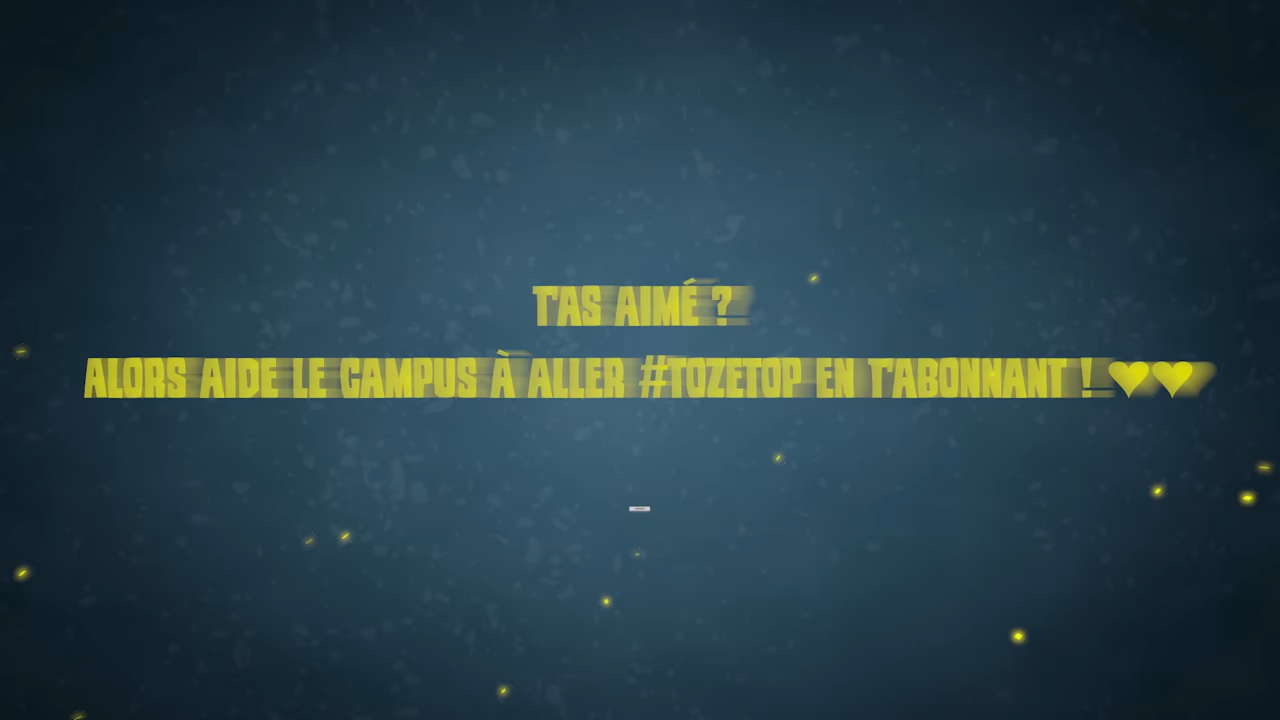 T'AS AIMÉ ?
ALORS AIDE LE CAMPUS À ALLER #TOZETOP EN T'ABONNANT ! ♥♥